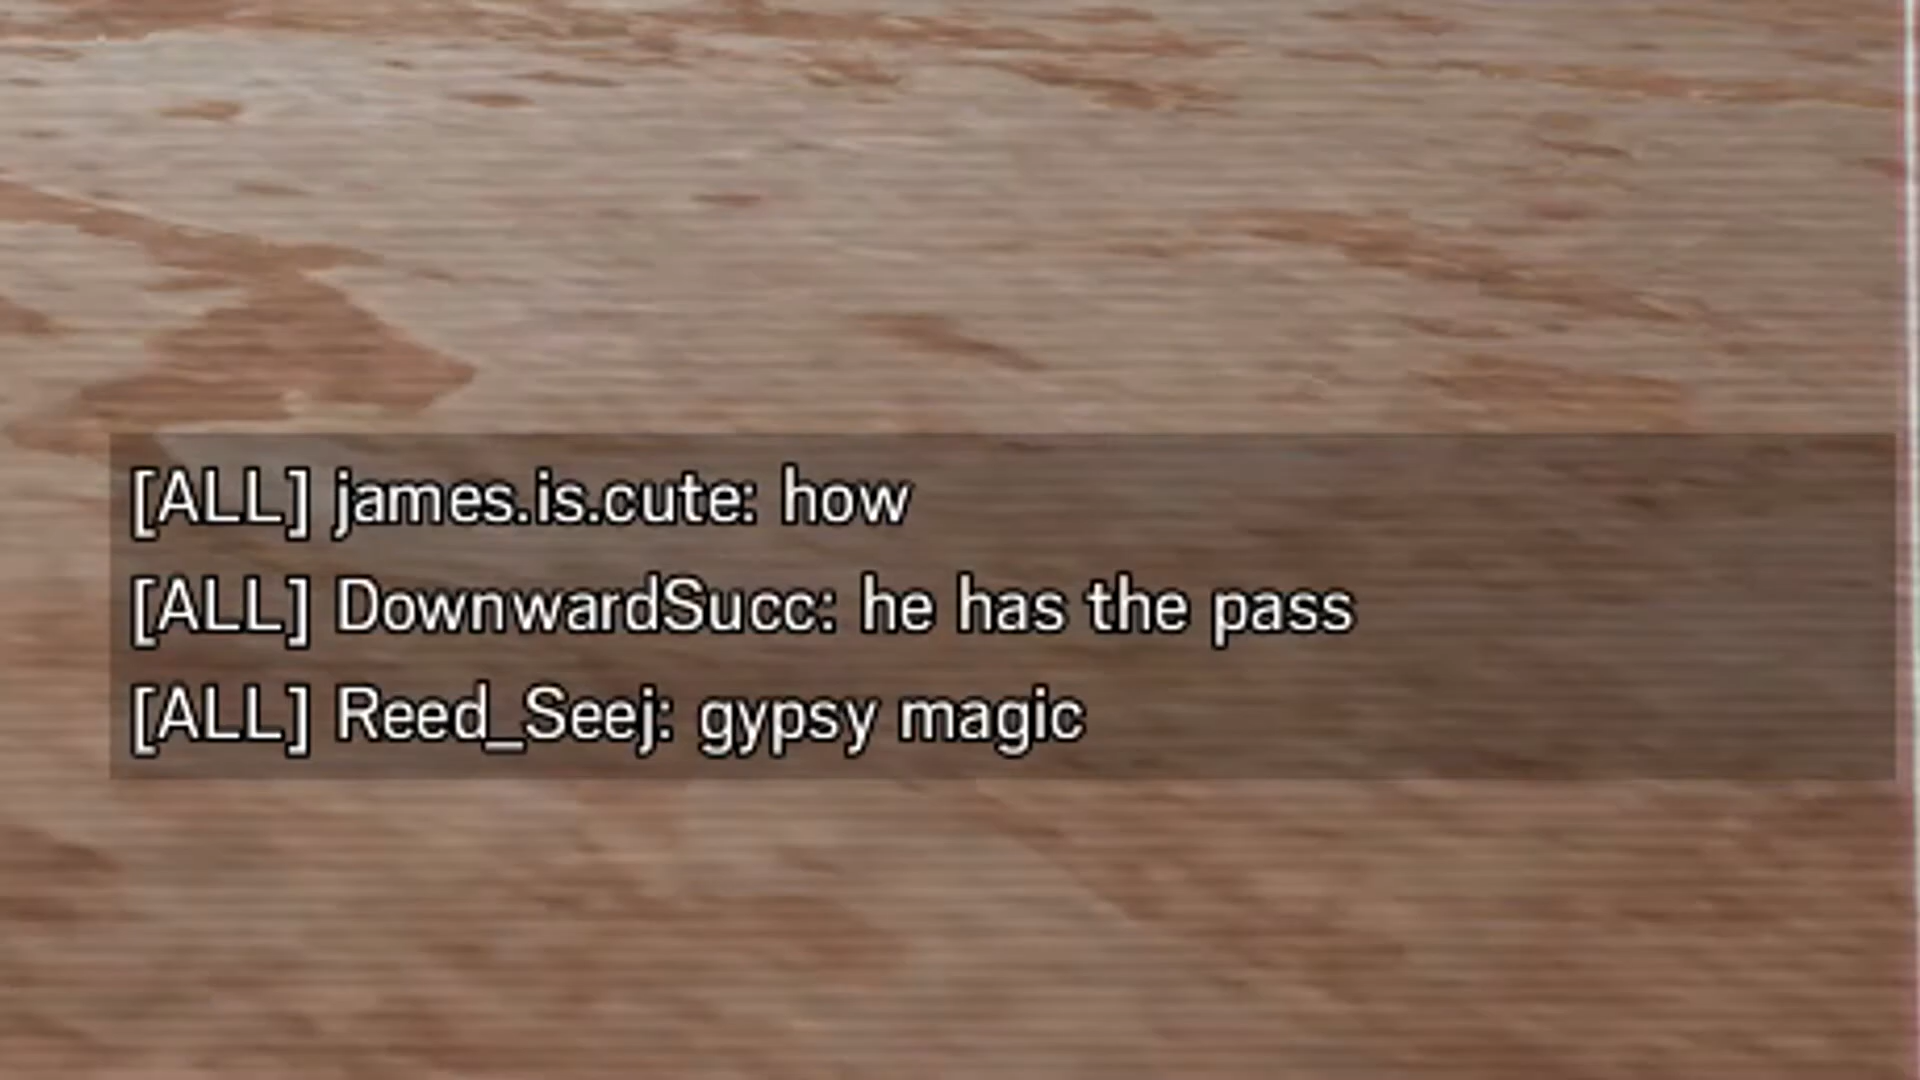 [ALL] james.is.cute: how
[ALL] DownwardSucc: he has the pass
[ALL] Reed_Seej: gypsy magic